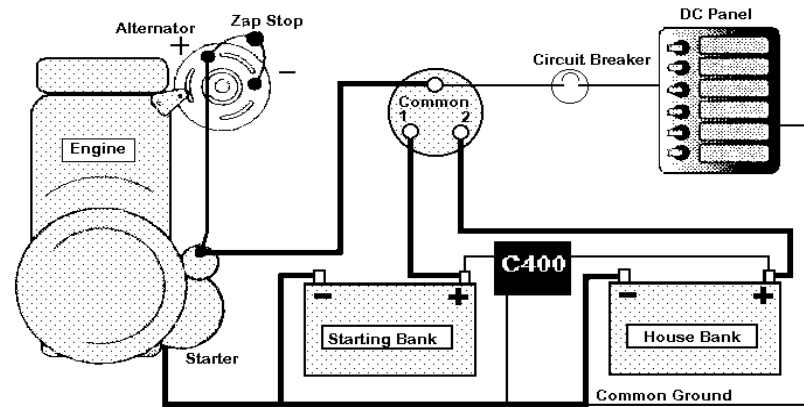 DC Panel
Zap Stop
Alternator
+
-
Circuit Breaker
Common
1 2
Engine
C400
- +
- +
Starting Bank
House Bank
Starter
Common Ground